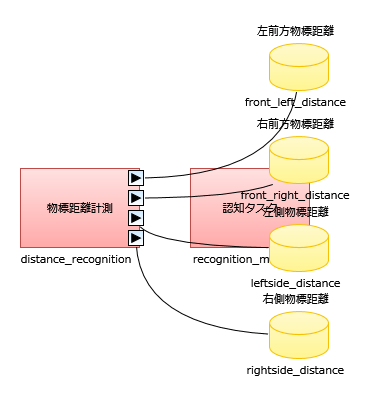 左前方物標距離
front_left_distance
右前方物標距離
物標距離計測
認知タスク
front_right_distance
左側物標距離
distance_recognition
recognition_m
leftside_distance
右側物標距離
rightside_distance